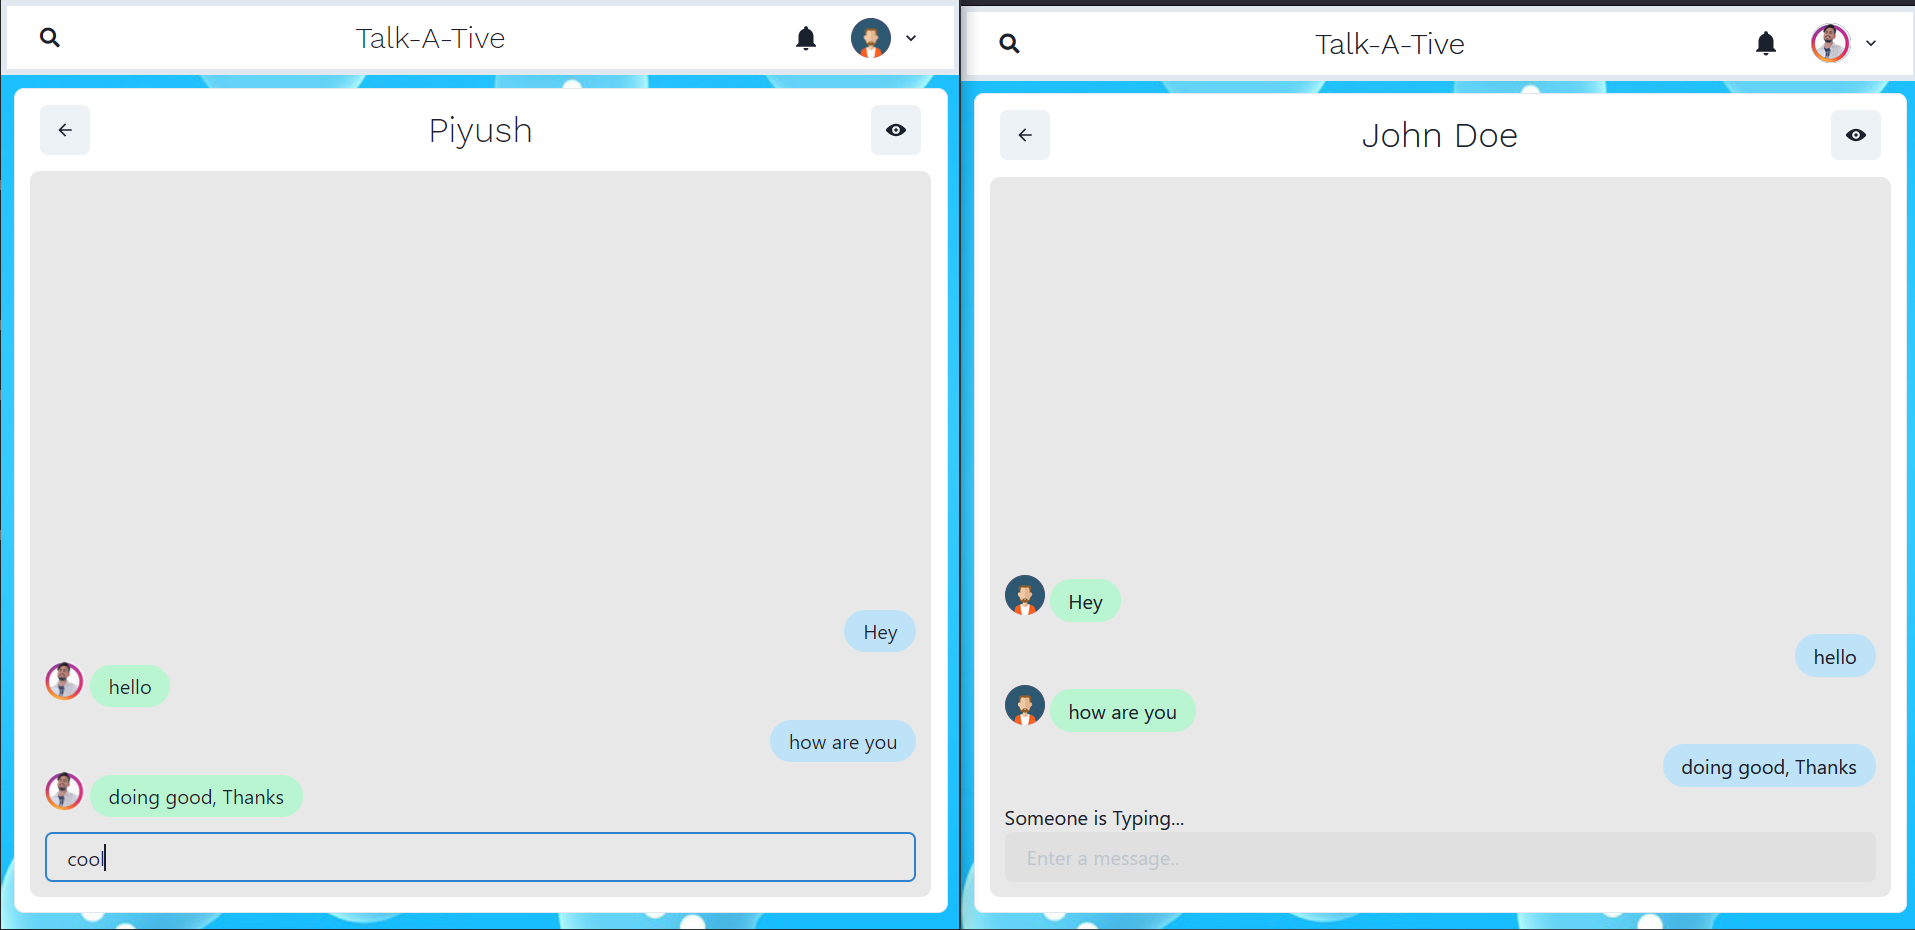 Talk-A-Tive
Piyush
Hey
hello
how are you
doing good, Thanks
cool
Talk-A-Tive
John Doe
Hey
hello
how are you
doing good, Thanks
Someone is Typing...
Enter a message..